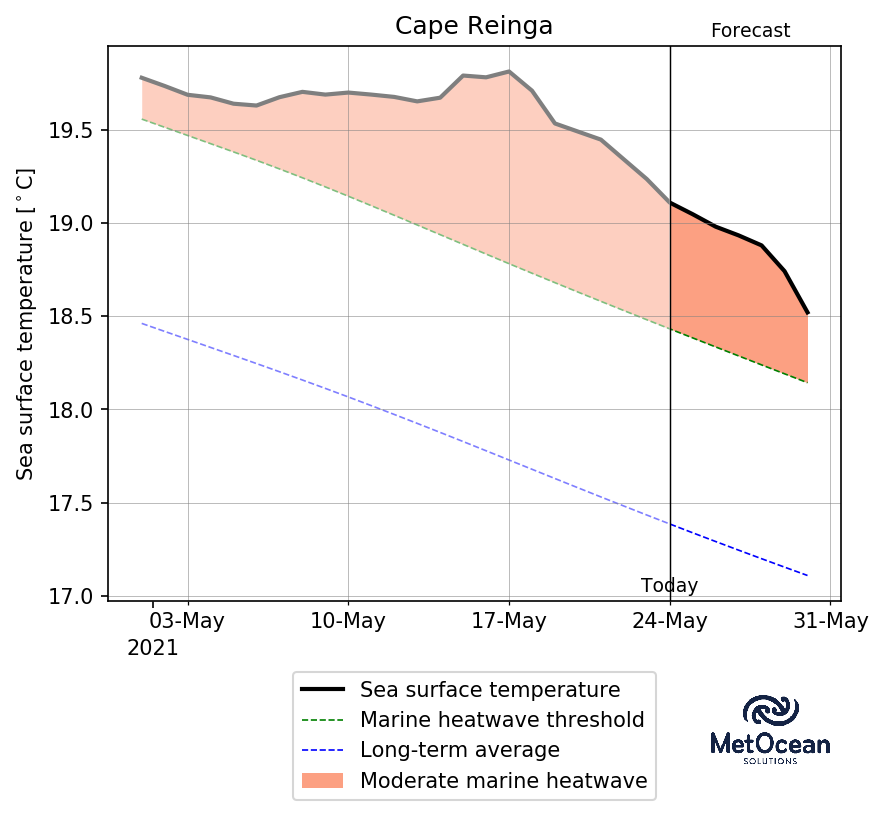 Cape Reinga
Forecast
Sea surface temperature [°C]
19.5
19.0
18.5
18.0
17.5
17.0
Today
03-May 10-May 17-May 24-May 31-May
2021
Sea surface temperature
Marine heatwave threshold
Long-term average
Moderate marine heatwave
MetOcean
SOLUTIONS